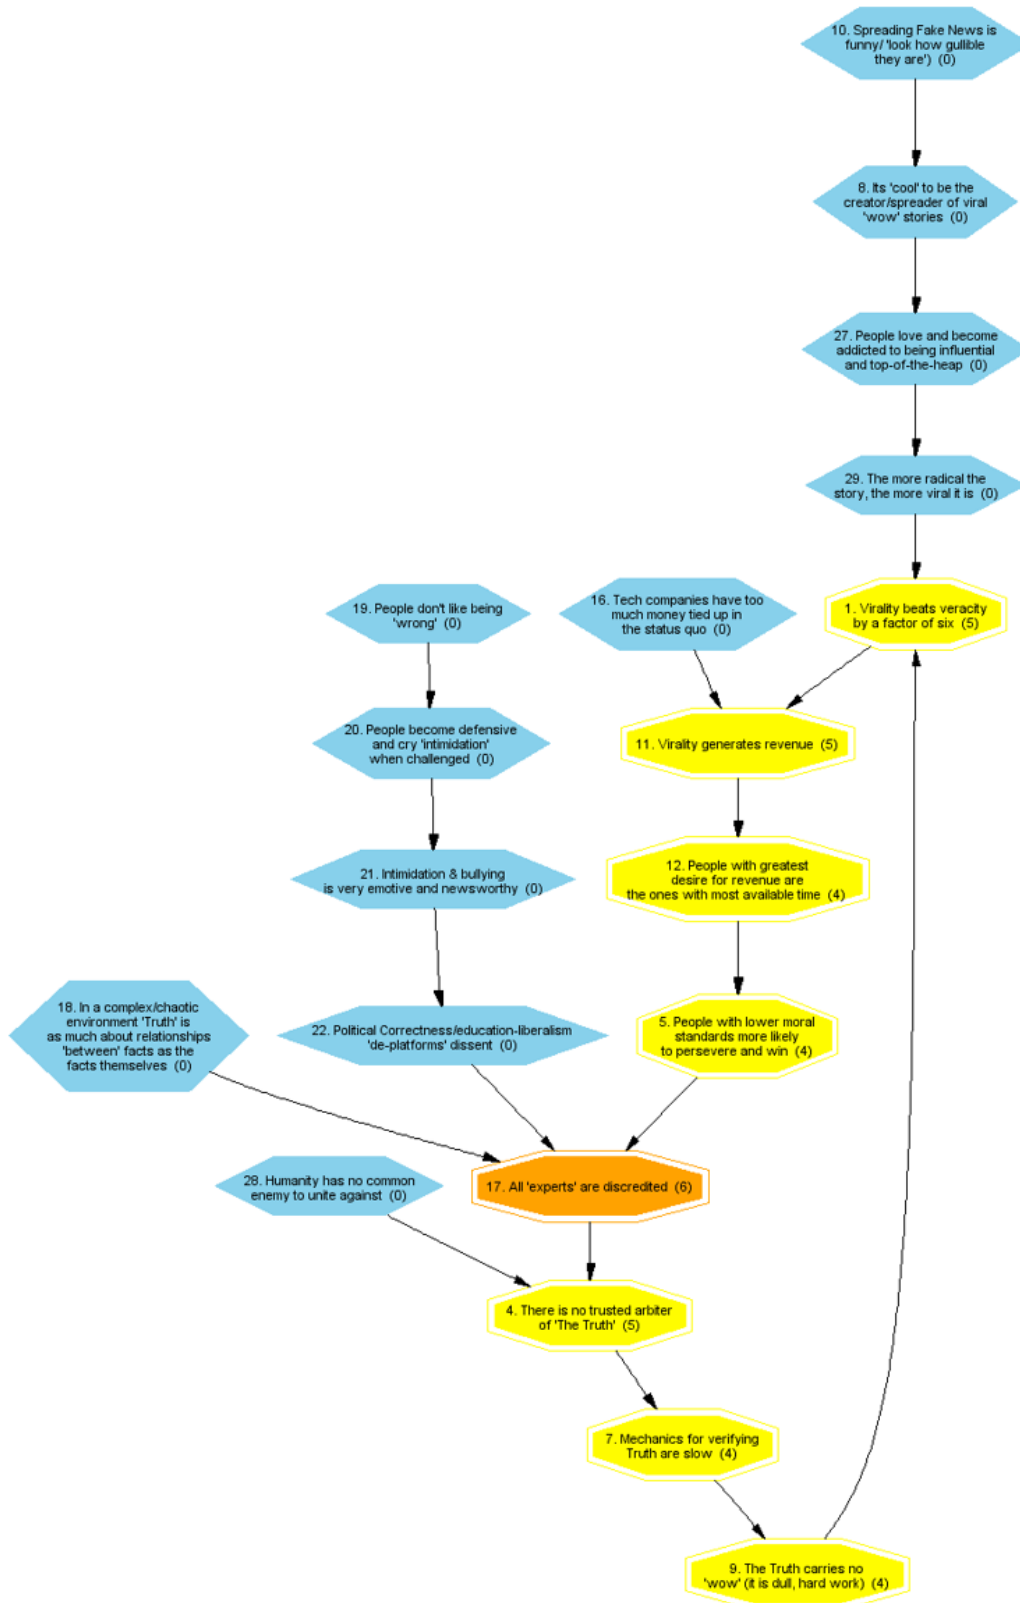 10. Spreading Fake News is
funny/ 'look how gullible
they are')  (0)
8. Its 'cool' to be the
creator/spreader of viral
'wow' stories  (0)
27. People love and become
addicted to being influential
and top-of-the-heap  (0)
29. The more radical the
story, the more viral it is  (0)
19. People don't like being
'wrong'  (0)
16. Tech companies have too
much money tied up in
the status quo  (0)
1. Virality beats veracity
by a factor of six  (5)
20. People become defensive
and cry 'intimidation'
when challenged  (0)
11. Virality generates revenue  (5)
21. Intimidation & bullying
is very emotive and newsworthy  (0)
12. People with greatest
desire for revenue are
the ones with most available time  (4)
18. In a complex/chaotic
environment 'Truth' is
as much about relationships
'between' facts as the
facts themselves  (0)
22. Political Correctness/education-liberalism
'de-platforms' dissent  (0)
5. People with lower moral
standards more likely
to persevere and win  (4)
28. Humanity has no common
enemy to unite against  (0)
17. All 'experts' are discredited  (6)
4. There is no trusted arbiter
of 'The Truth'  (5)
7. Mechanics for verifying
Truth are slow  (4)
9. The Truth carries no
'wow' (it is dull, hard work)  (4)